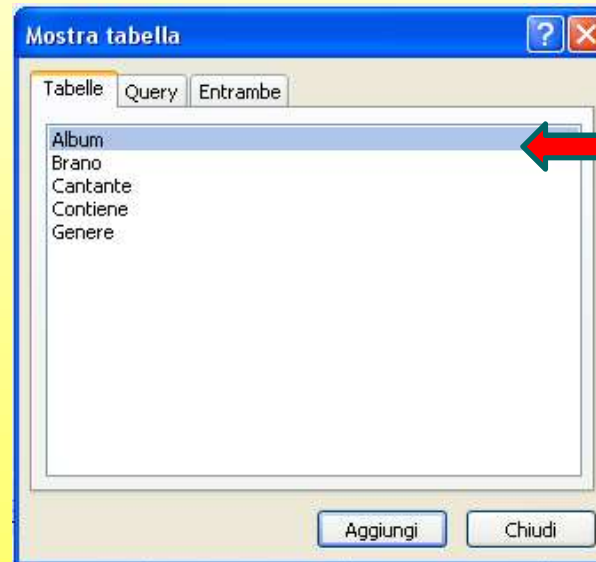 Mostra tabella
Tabelle Query Entrambe
Album
Brano
Cantante
Contiene
Genere
Aggiungi Chiudi